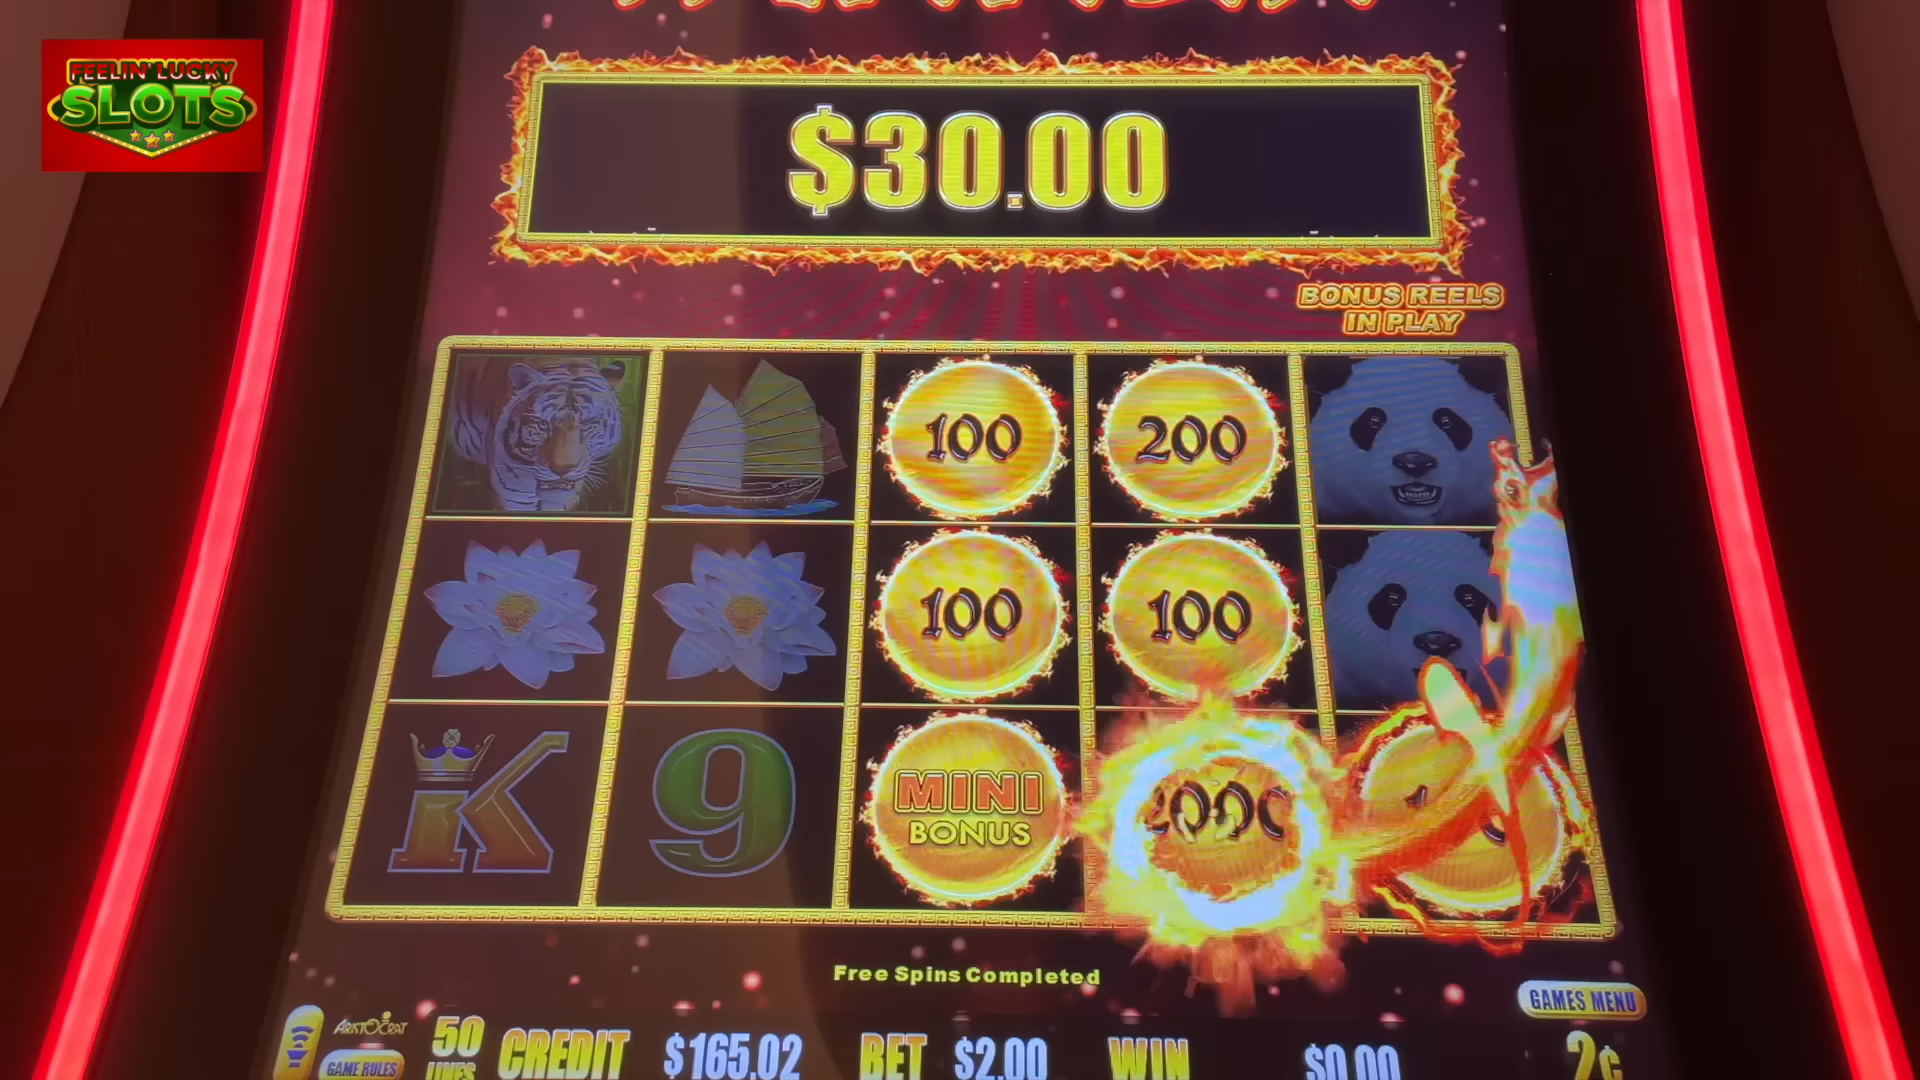 FEELIN' LUCKY
SLOTS
$30.00
BONUS REELS
IN PLAY
100
200
100
100
MINI
BONUS
K
9
Free Spins Completed
GAMES MENU
ARISTOCRAT
GAME RULES
50
LINES
CREDIT $165.02
BET $2.00
WIN $0.00
2¢